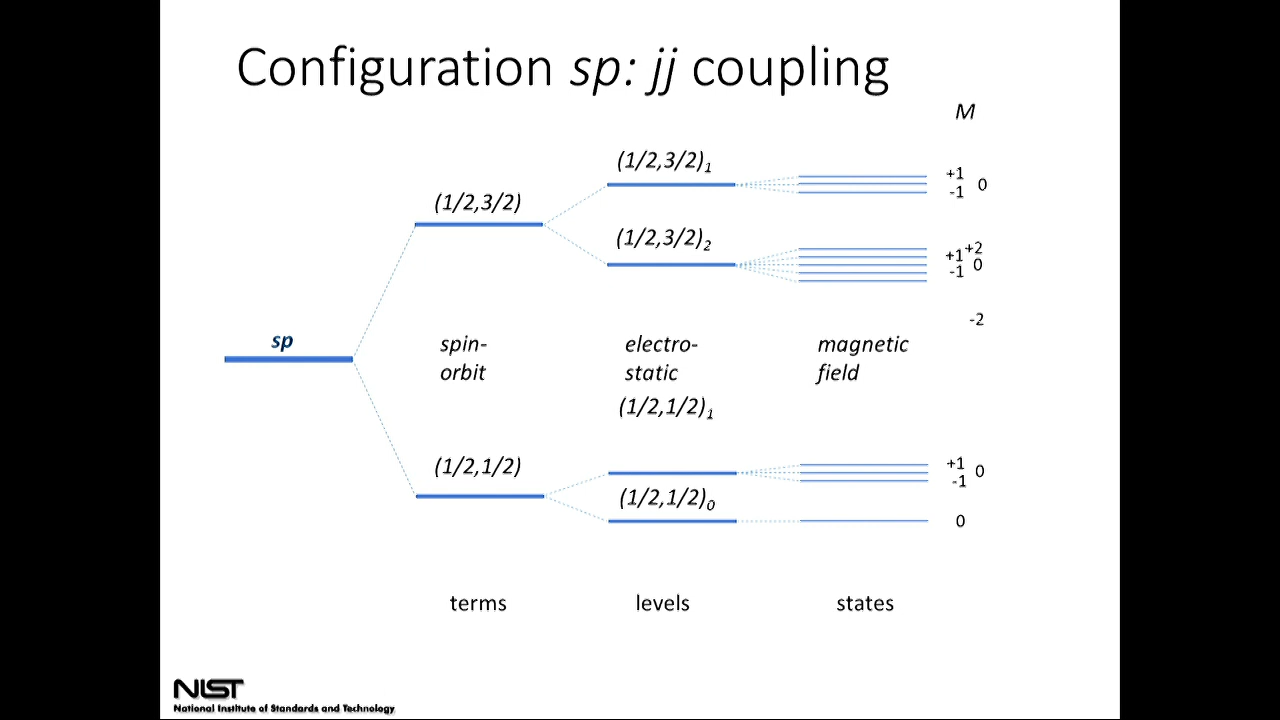 Configuration sp: jj coupling
M
(1/2,3/2)₁
+1
0
-1
(1/2,3/2)
(1/2,3/2)₂
+2
+1
0
-1
-2
sp
spin-
orbit
electro-
static
magnetic
field
(1/2,1/2)₁
(1/2,1/2)
+1
0
-1
(1/2,1/2)₀
0
terms
levels
states
NIST
National Institute of Standards and Technology